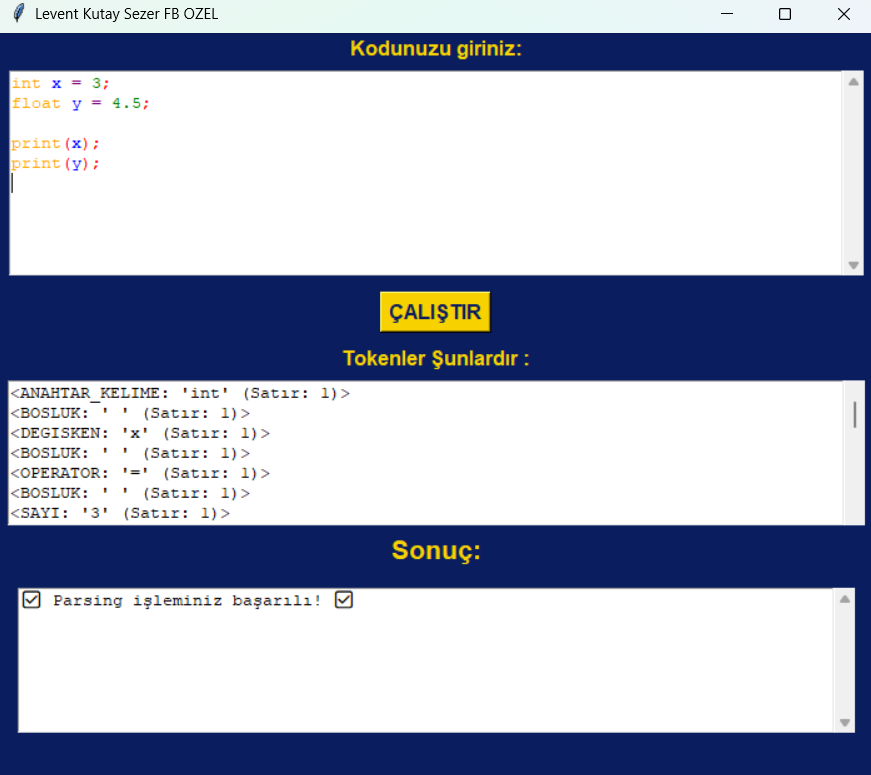 Levent Kutay Sezer FB OZEL
Kodunuzu giriniz:
int x = 3;
float y = 4.5;
print(x);
print(y);
ÇALIŞTIR
Tokenler Şunlardır :
<ANAHTAR_KELIME: 'int' (Satır: 1)>
<BOSLUK: ' ' (Satır: 1)>
<DEGISKEN: 'x' (Satır: 1)>
<BOSLUK: ' ' (Satır: 1)>
<OPERATOR: '=' (Satır: 1)>
<BOSLUK: ' ' (Satır: 1)>
<SAYI: '3' (Satır: 1)>
Sonuç:
☑ Parsing işleminiz başarılı! ☑